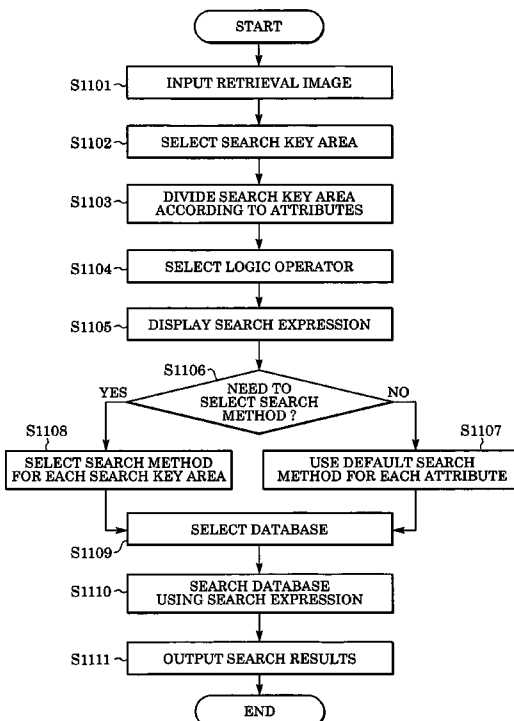 START
S1101
INPUT RETRIEVAL IMAGE
S1102
SELECT SEARCH KEY AREA
S1103
DIVIDE SEARCH KEY AREA
ACCORDING TO ATTRIBUTES
S1104
SELECT LOGIC OPERATOR
S1105
DISPLAY SEARCH EXPRESSION
S1106
NEED TO
SELECT SEARCH
METHOD ?
YES
NO
S1108
SELECT SEARCH METHOD
FOR EACH SEARCH KEY AREA
S1107
USE DEFAULT SEARCH
METHOD FOR EACH ATTRIBUTE
SELECT DATABASE
S1109
S1110
SEARCH DATABASE
USING SEARCH EXPRESSION
S1111
OUTPUT SEARCH RESULTS
END